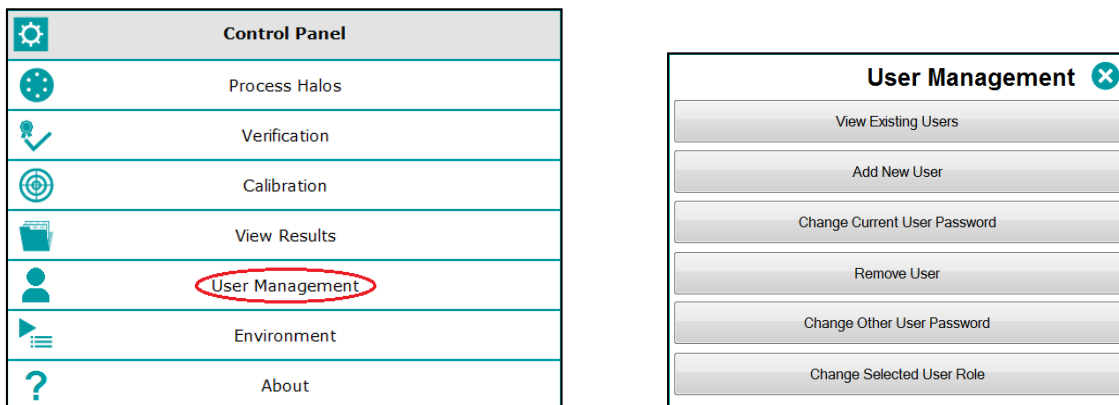 Control Panel
Process Halos
Verification
Calibration
View Results
User Management
Environment
About
User Management
View Existing Users
Add New User
Change Current User Password
Remove User
Change Other User Password
Change Selected User Role